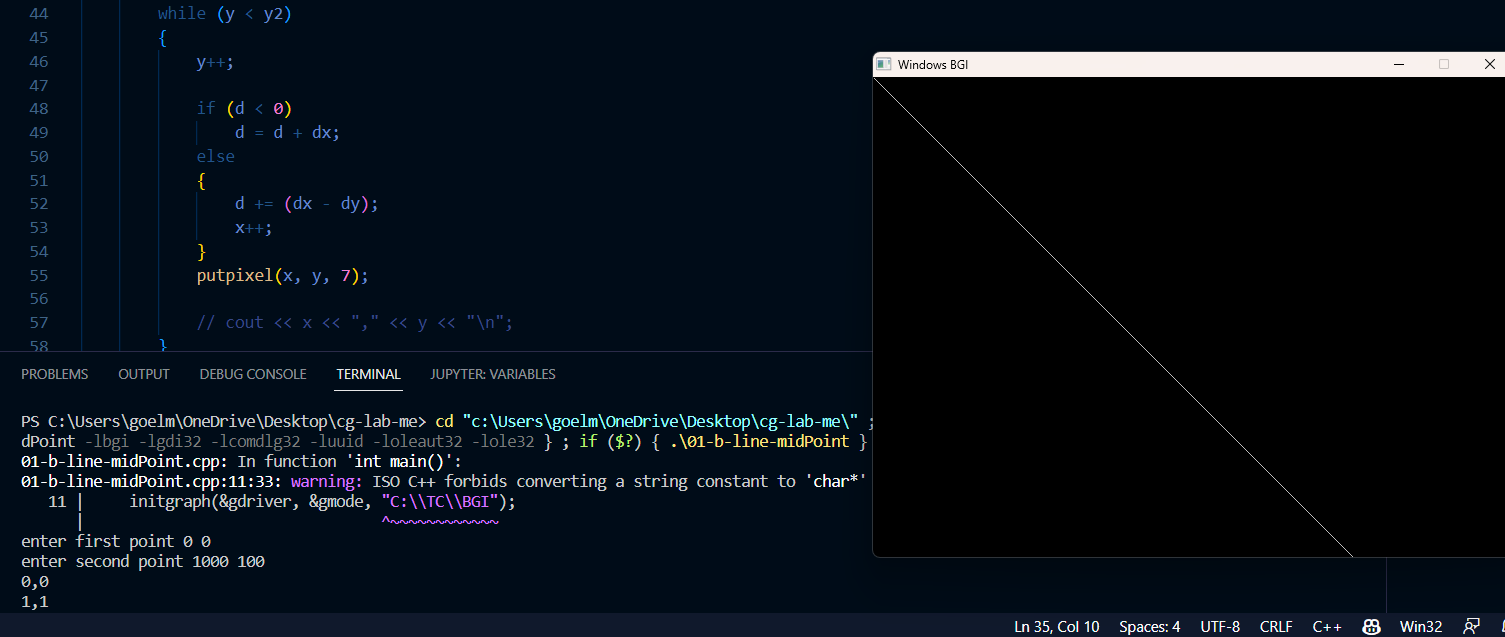 44 while (y < y2)
45 {
46 y++;
47
48 if (d < 0)
49 d = d + dx;
50 else
51 {
52 d += (dx - dy);
53 x++;
54 }
55 putpixel(x, y, 7);
56
57 // cout << x << "," << y << "\n";
58 }
Windows BGI
PROBLEMS OUTPUT DEBUG CONSOLE TERMINAL JUPYTER: VARIABLES
PS C:\Users\goelm\OneDrive\Desktop\cg-lab-me> cd "c:\Users\goelm\OneDrive\Desktop\cg-lab-me\" ;
dPoint -lbgi -lgdi32 -lcomdlg32 -luuid -loleaut32 -lole32 } ; if ($?) { .\01-b-line-midPoint }
01-b-line-midPoint.cpp: In function 'int main()':
01-b-line-midPoint.cpp:11:33: warning: ISO C++ forbids converting a string constant to 'char*'
11 | initgraph(&gdriver, &gmode, "C:\\TC\\BGI");
| ^~~~~~~~~~~~~
enter first point 0 0
enter second point 1000 100
0,0
1,1
Ln 35, Col 10 Spaces: 4 UTF-8 CRLF C++ Win32